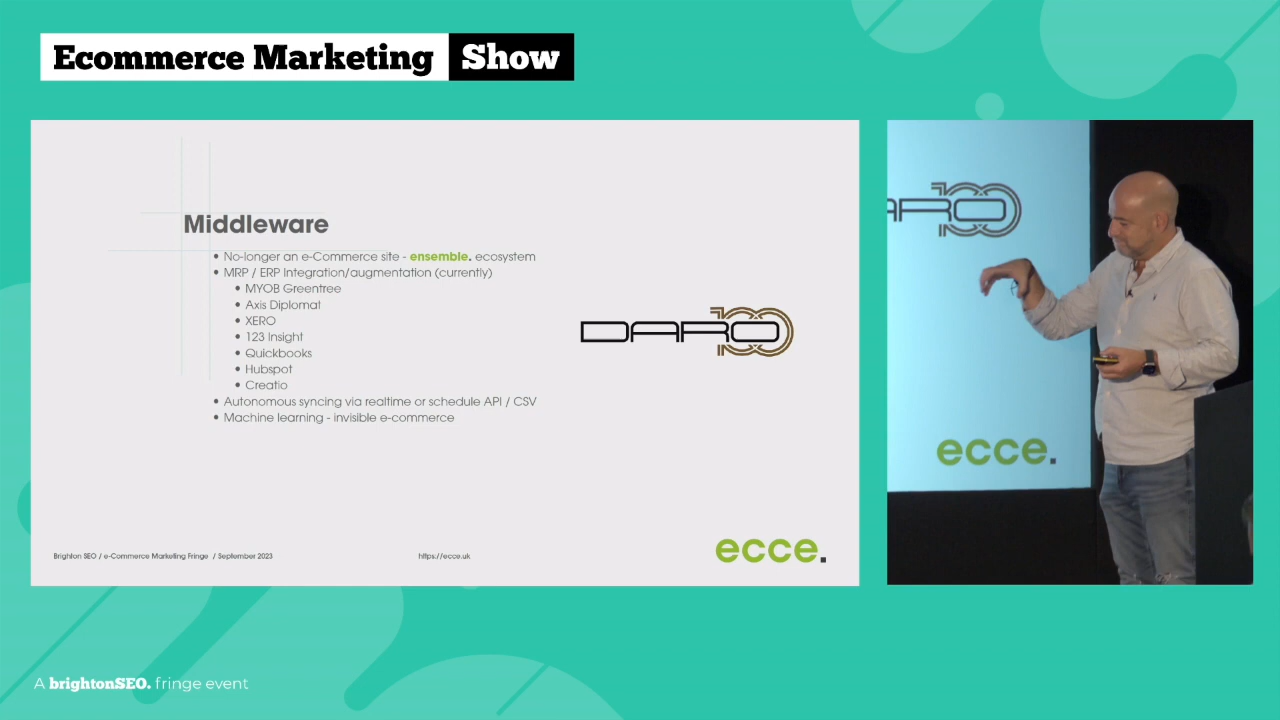 Ecommerce Marketing Show
Middleware
• No-longer an e-Commerce site - ensemble. ecosystem
• MRP / ERP Integration/augmentation (currently)
• MYOB Greentree
• Axis Diplomat
• XERO
• 123 Insight
• Quickbooks
• Hubspot
• Creatio
• Autonomous syncing via realtime or schedule API / CSV
• Machine learning - invisible e-commerce
DARO100
Brighton SEO / e-Commerce Marketing Fringe / September 2023
https://ecce.uk
ecce.
ARO100
ecce.
A brightonSEO. fringe event